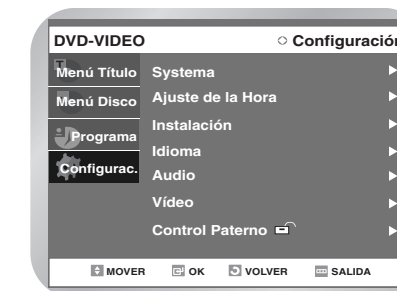 DVD-VIDEO
Configuración
Menú Título
Menú Disco
Programa
Configurac.
Systema
Ajuste de la Hora
Instalación
Idioma
Audio
Vídeo
Control Paterno
MOVER OK VOLVER SALIDA